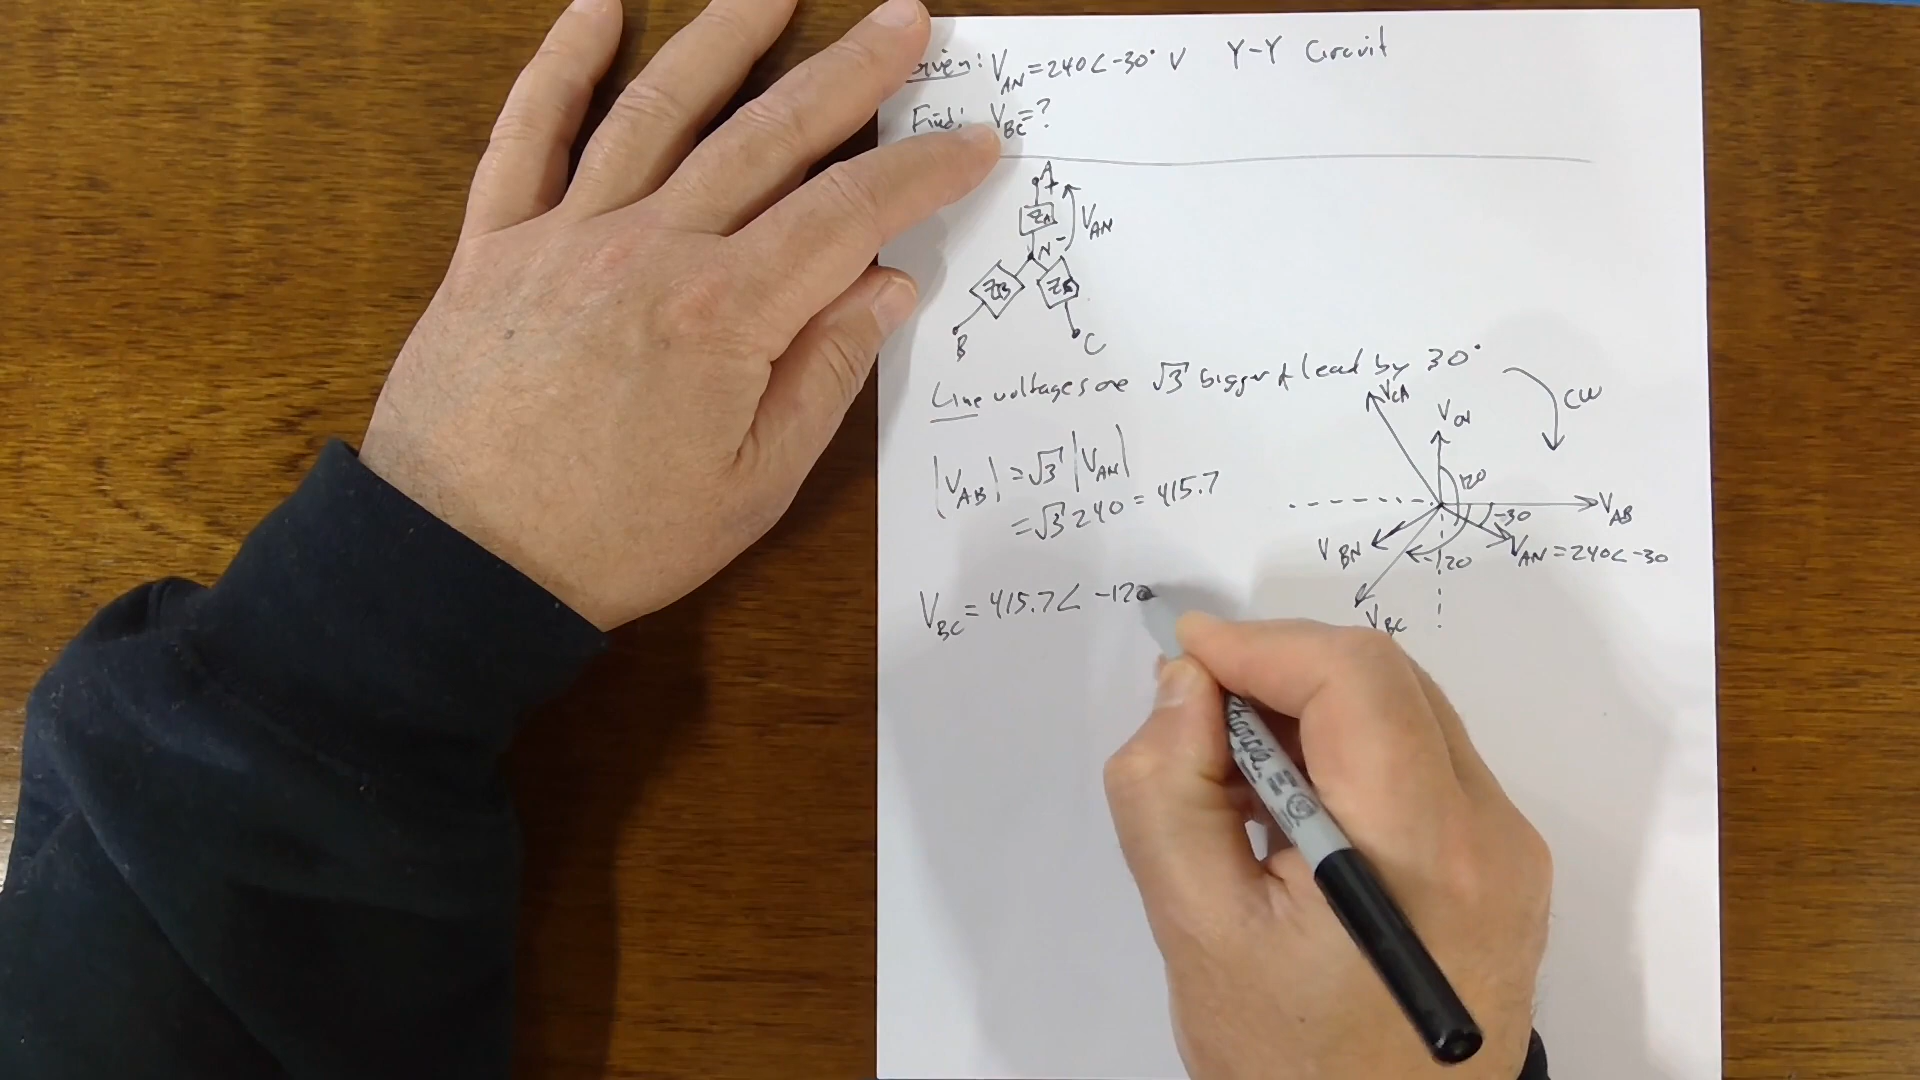 Given: V_AN = 240∠-30° V Y-Y Circuit
Find: V_BC = ?
A
Z_A
V_AN
N -
Z_B
B
C
Line voltages are √3 bigger & lead by 30°
CW
V_CA
V_CN
|V_AB| = √3 |V_AN|
= √3 240 = 415.7
120
V_AB
-30
V_BN
-120
V_AN = 240∠-30
V_BC = 415.7∠ -120
V_BC
Sharpie